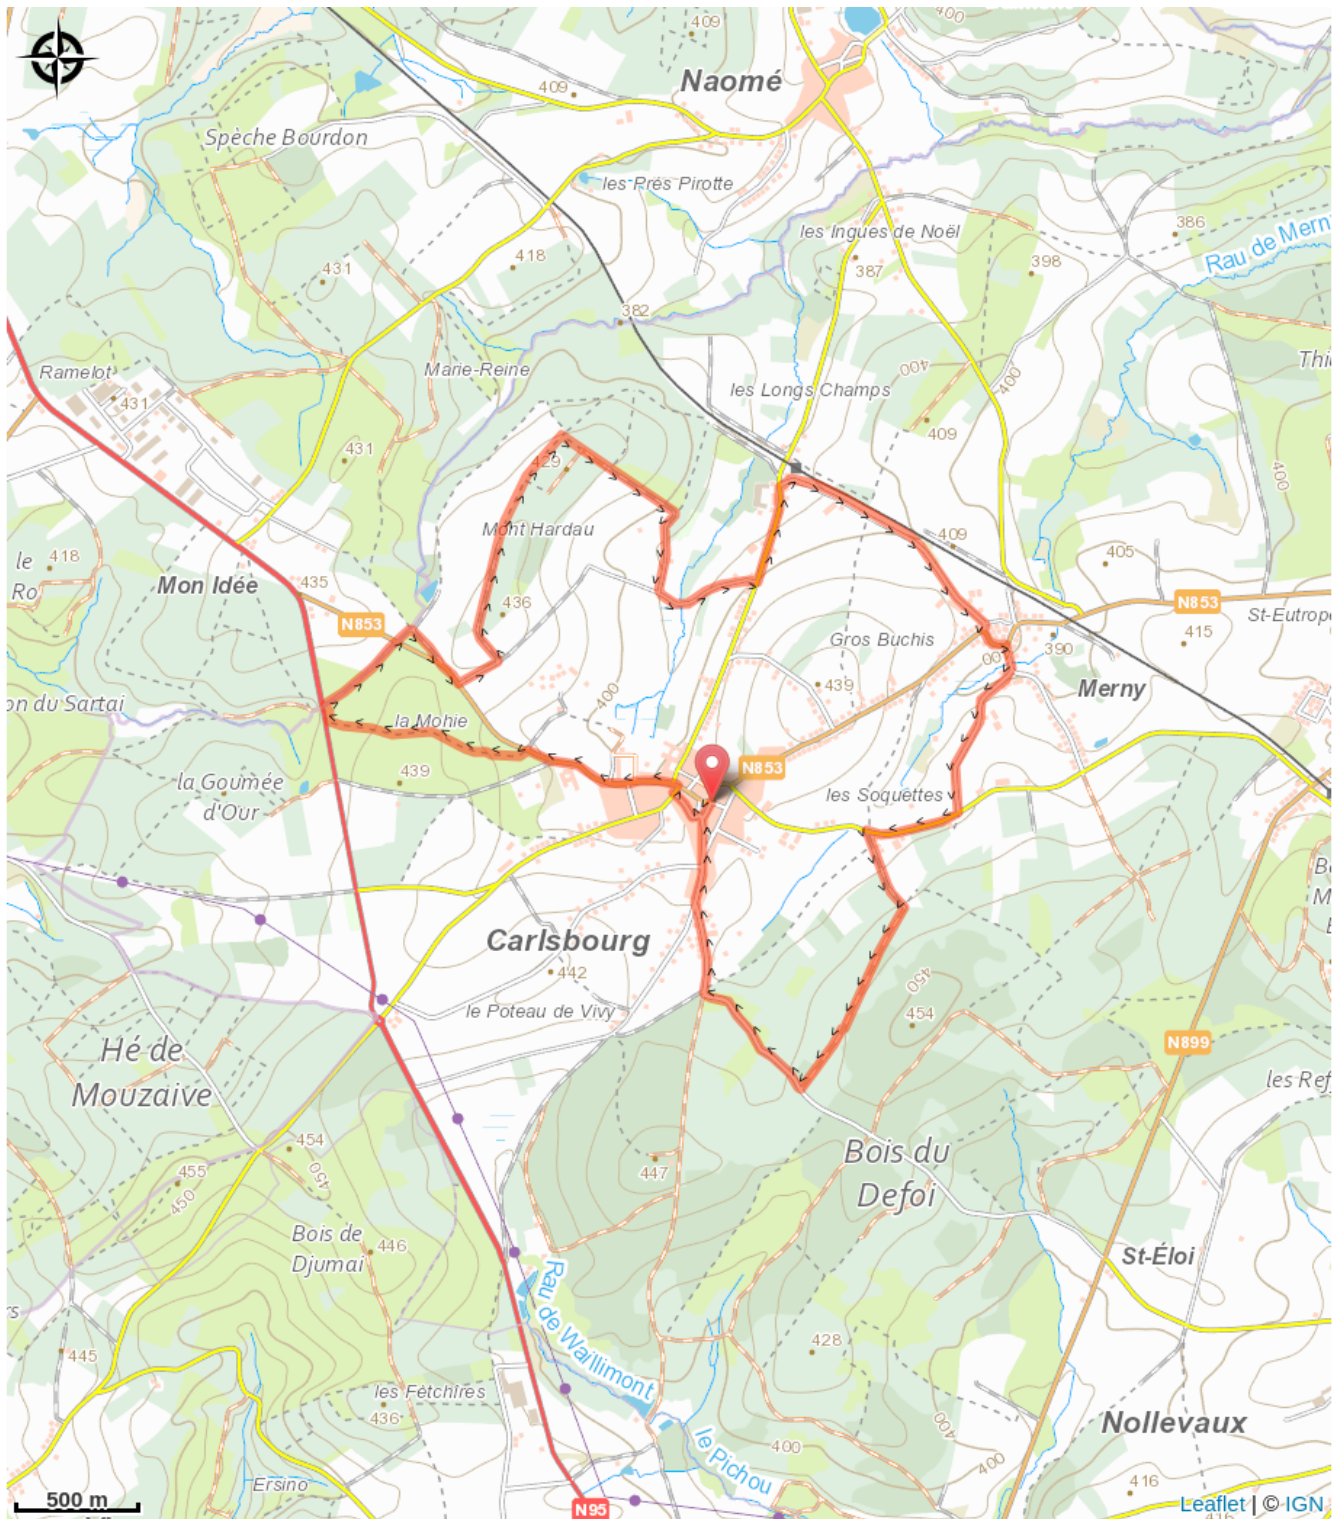 409
400
Naomé
409
Spèche Bourdon
les Prés Pirotte
386
les Ingues de Noël
Rau de Mern
418
431
387
398
382
Ramelot
Marie-Reine
400
400
Thi
les Longs Champs
431
409
431
429
400
Mont Hardau
409
le
Ro
418
405
Mon Idée
435
436
N853
N853
St-Eutrope
415
Gros Buchis
390
00
439
Merny
400
on du Sartai
la Mohie
N853
439
la Goumée
d'Our
les Soquettes
B
M
E
Carlsbourg
442
450
454
le Poteau de Vivy
N899
Hé de
Mouzaive
les Ref
454
450
455
450
447
Bois du
Defoi
Bois de
Djumai
446
St-Éloi
Rau de Waillimont
rs
445
428
les Fètchîres
436
400
Nollevaux
le Pichou
400
400
Ersino
416
500 m
N95
Leaflet | © IGN